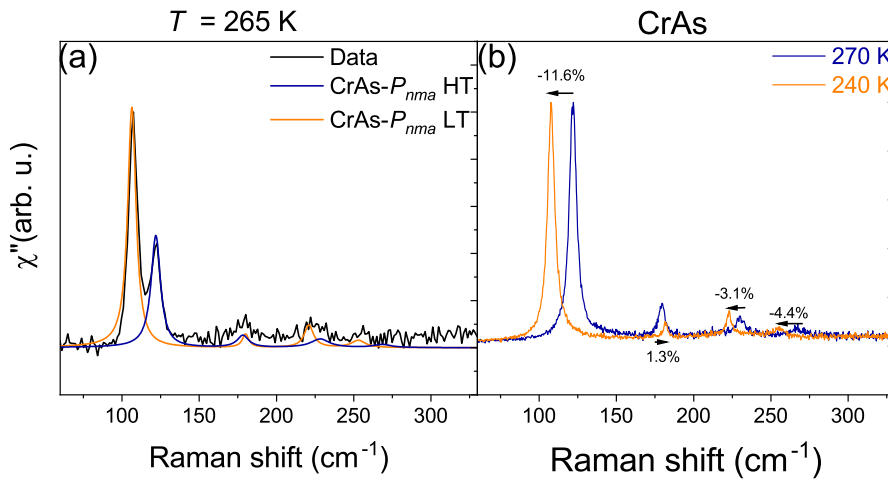 T = 265 K
CrAs
(a)
Data
CrAs-Pnma HT
CrAs-Pnma LT
(b)
270 K
240 K
-11.6%
-3.1%
-4.4%
1.3%
χ"(arb. u.)
100 150 200 250 300
100 150 200 250 300
Raman shift (cm-1)
Raman shift (cm-1)